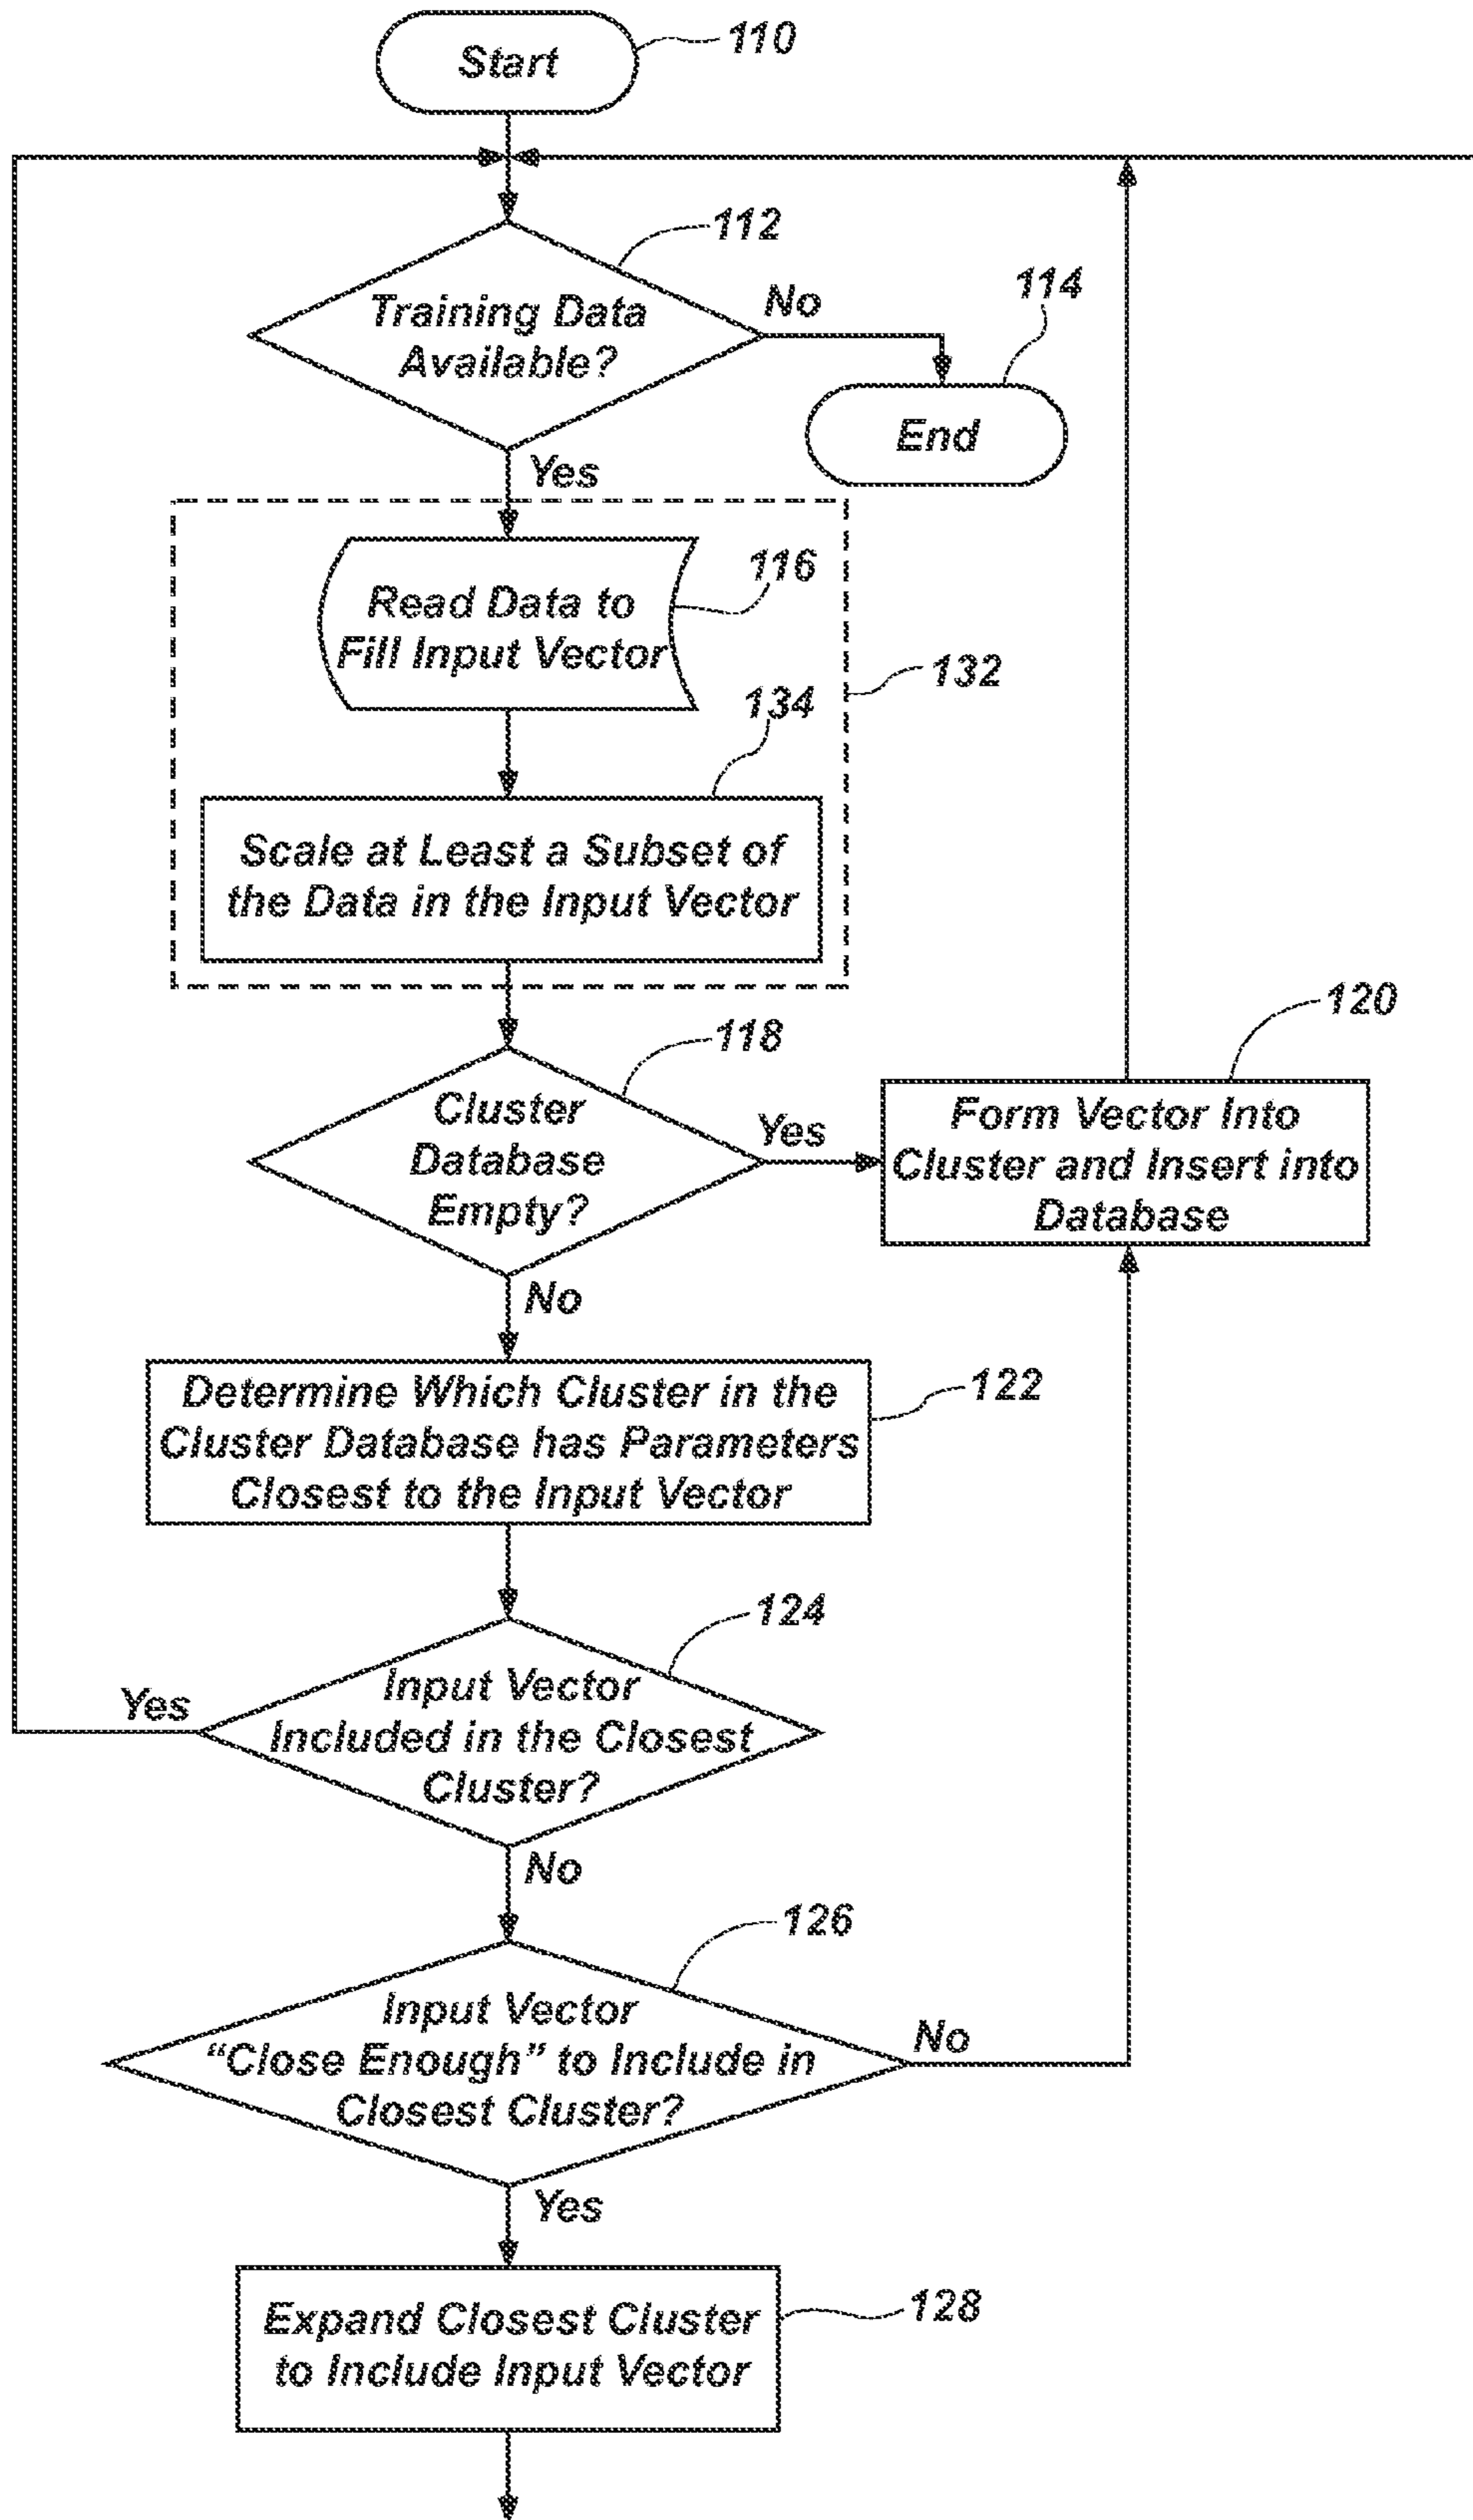 Start
110
112
Training Data
Available?
No
114
End
Yes
116
Read Data to
Fill Input Vector
132
134
Scale at Least a Subset of
the Data in the Input Vector
118
120
Cluster
Database
Empty?
Yes
Form Vector Into
Cluster and Insert into
Database
No
122
Determine Which Cluster in the
Cluster Database has Parameters
Closest to the Input Vector
124
Input Vector
Included in the Closest
Cluster?
Yes
No
126
Input Vector
“Close Enough” to Include in
Closest Cluster?
No
Yes
128
Expand Closest Cluster
to Include Input Vector